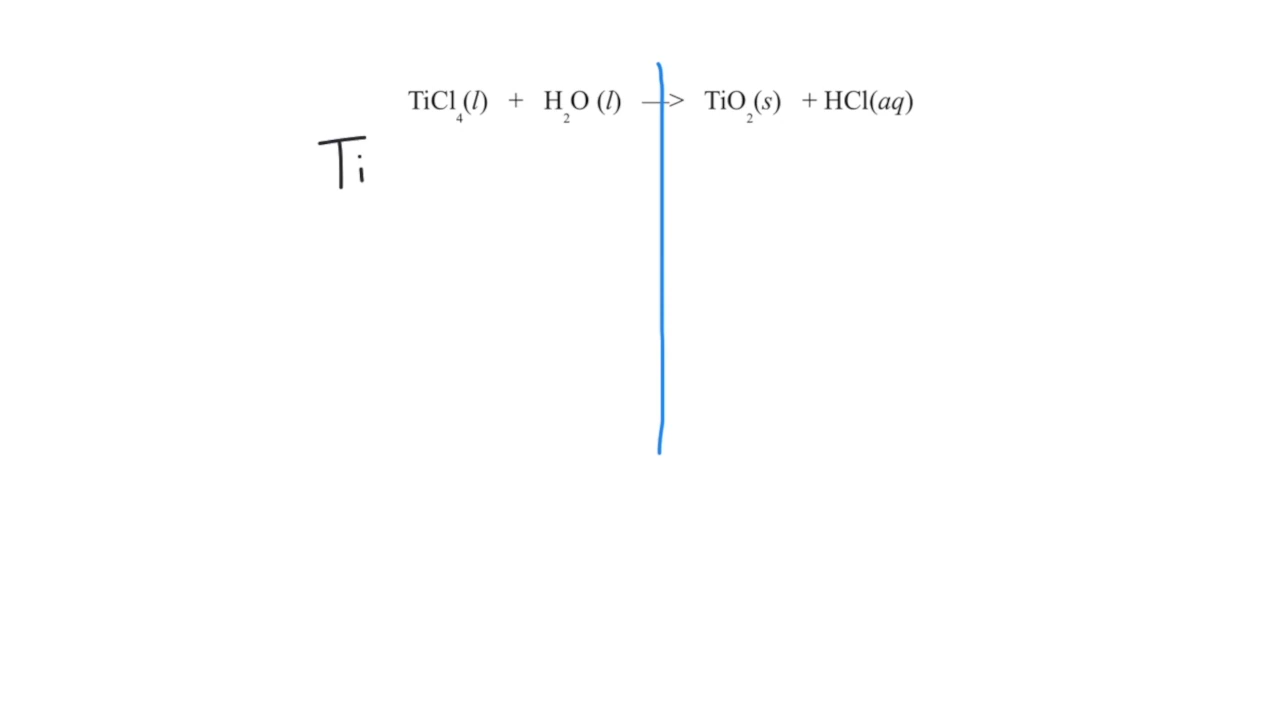 TiCl₄(l) + H₂O (l) —> TiO₂(s) + HCl(aq)
Ti